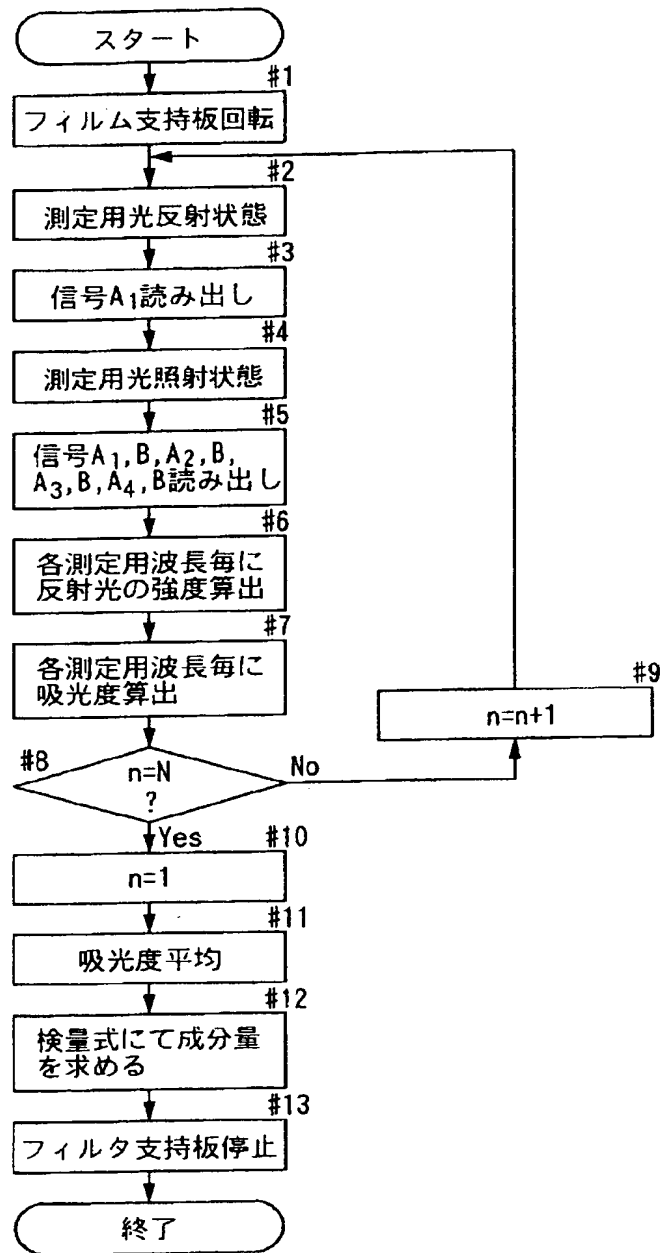 スタート
#1
フィルム支持板回転
#2
測定用光反射状態
#3
信号A1読み出し
#4
測定用光照射状態
#5
信号A1,B,A2,B,
A3,B,A4,B読み出し
#6
各測定用波長毎に
反射光の強度算出
#7
各測定用波長毎に
吸光度算出
#8
n=N
?
No
#9
n=n+1
Yes
#10
n=1
#11
吸光度平均
#12
検量式にて成分量
を求める
#13
フィルタ支持板停止
終了